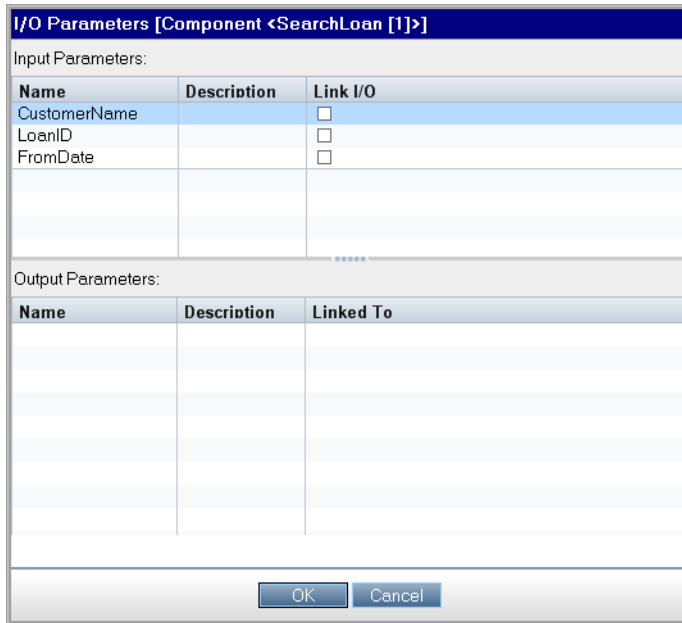 I/O Parameters [Component <SearchLoan [1]>]
Input Parameters:
Name Description Link I/O
CustomerName
LoanID
FromDate
Output Parameters:
Name Description Linked To
OK Cancel